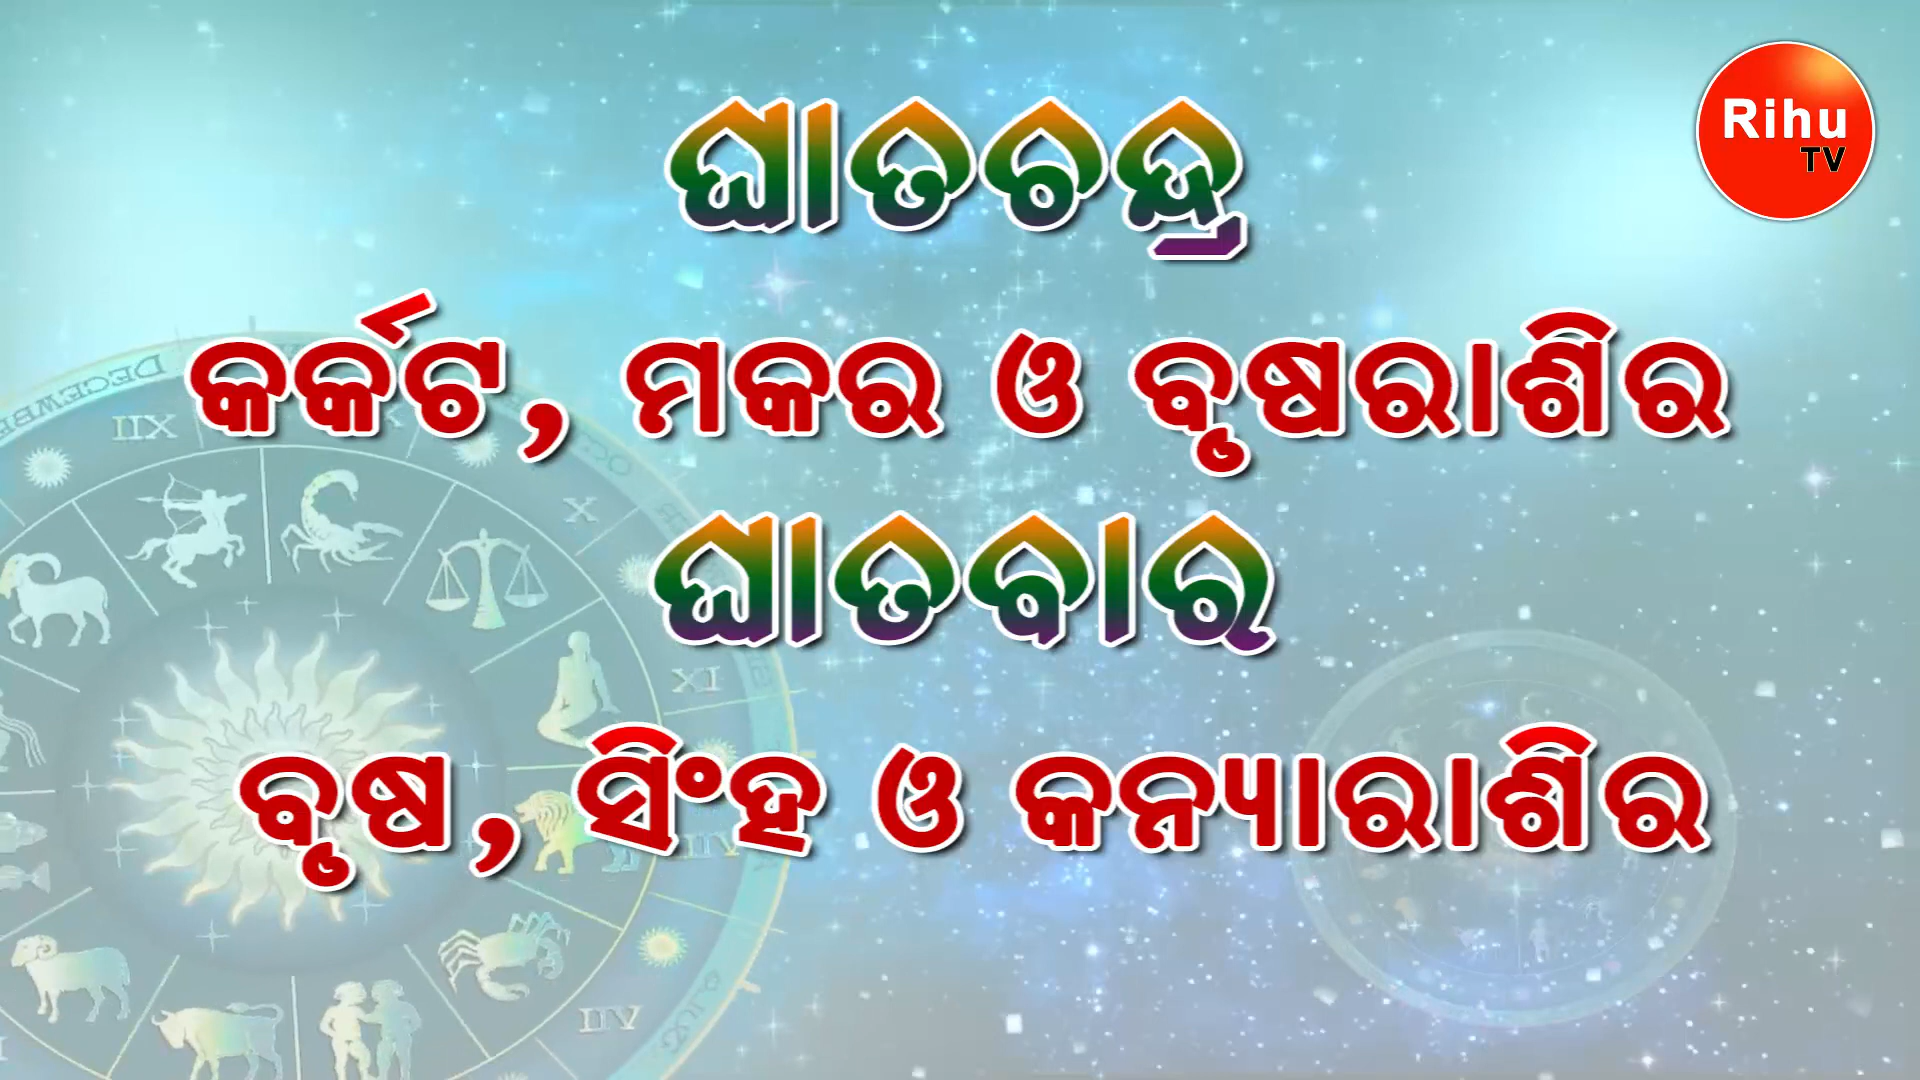 Rihu
TV
ଘାତଚନ୍ଦ୍ର
କର୍କଟ, ମକର ଓ ବୃଷରାଶିର
ଘାତବାର
ବୃଷ, ସିଂହ ଓ କନ୍ୟାରାଶିର